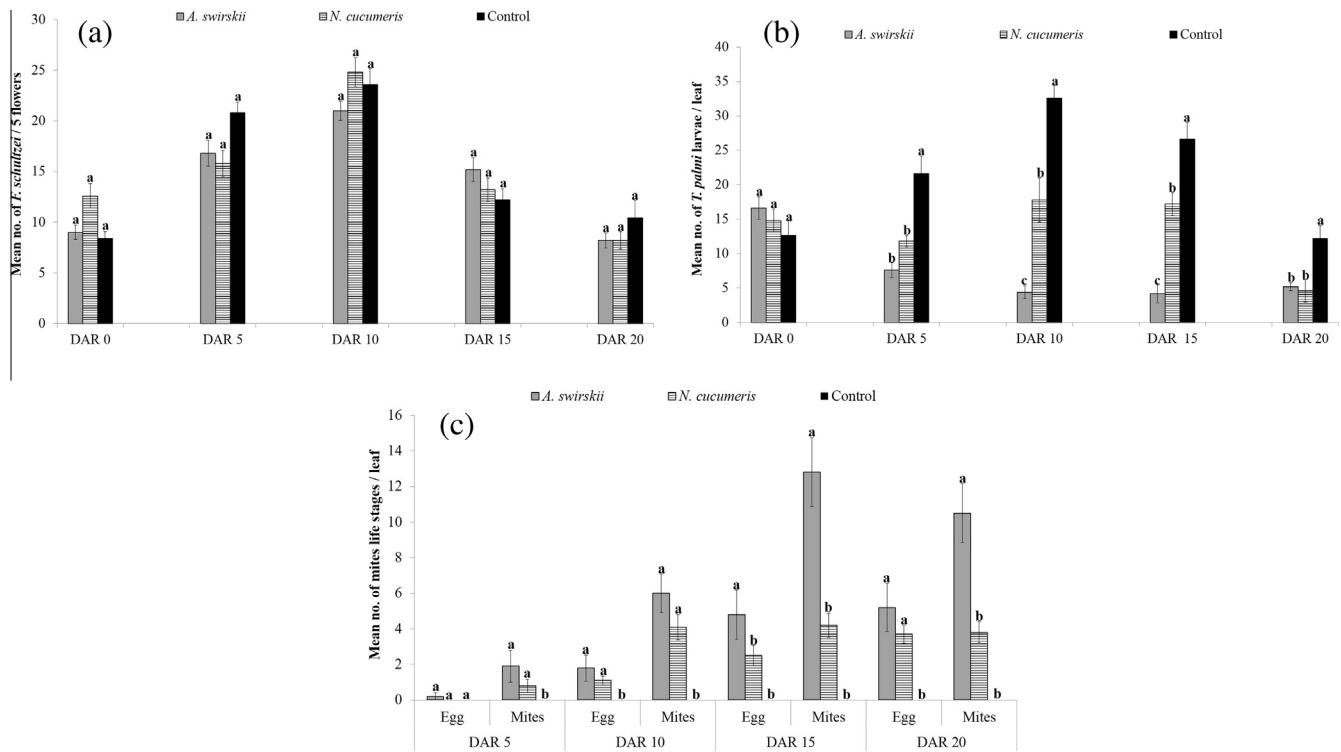 (a)
A. swirskii N. cucumeris Control
Mean no. of F. schultzei / 5 flowers
30
25
20
15
10
5
0
a a a a a a a a a a a a a a a
DAR 0 DAR 5 DAR 10 DAR 15 DAR 20
(b)
A. swirskii N. cucumeris Control
Mean no. of T. palmi larvae / leaf
40
35
30
25
20
15
10
5
0
a a a b b a c b a c b a b b a
DAR 0 DAR 5 DAR 10 DAR 15 DAR 20
(c)
A. swirskii N. cucumeris Control
Mean no. of mites life stages / leaf
16
14
12
10
8
6
4
2
0
a a a a a b a a b a a b a b b a b b a a b a b b
Egg Mites Egg Mites Egg Mites Egg Mites
DAR 5 DAR 10 DAR 15 DAR 20